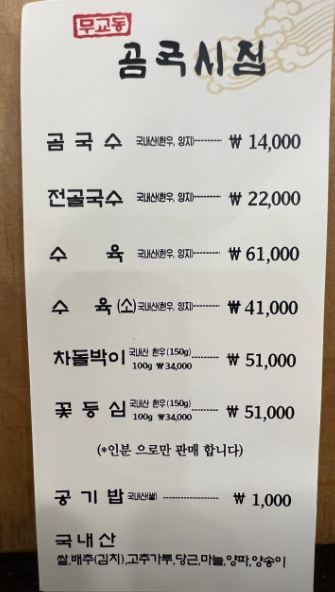 무교동
곰국시집
곰국수 국내산(한우, 양지)--------- ₩ 14,000
전골국수 국내산(한우, 양지)--------- ₩ 22,000
수육 국내산(한우, 양지)--------- ₩ 61,000
수육(소) 국내산(한우, 양지)--------- ₩ 41,000
차돌박이 국내산 한우(150g)--------- ₩ 51,000
100g ₩34,000
꽃등심 국내산 한우(150g)--------- ₩ 51,000
100g ₩34,000
(*인분 으로만 판매 합니다)
공기밥 국내산(쌀) ----------------- ₩ 1,000
국내산
쌀,배추(김치),고추가루,당근,마늘,양파,양송이